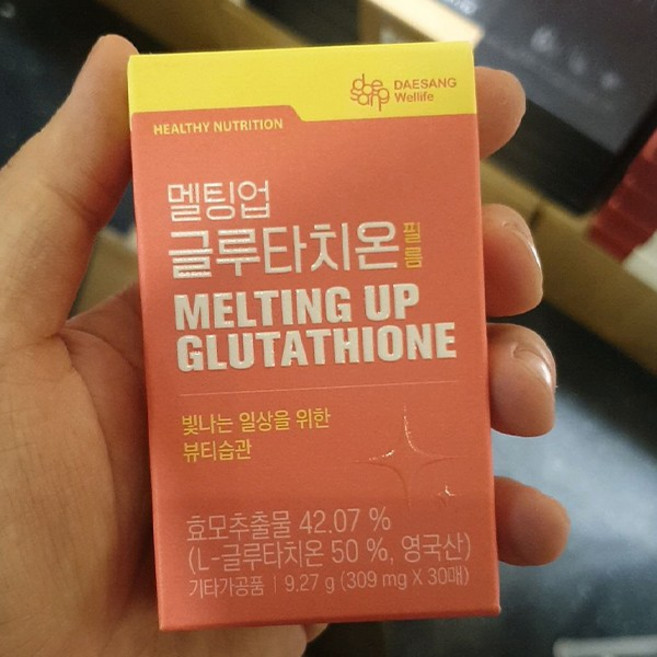 DAESANG
Wellife
HEALTHY NUTRITION
멜팅업
글루타치온 필름
MELTING UP
GLUTATHIONE
빛나는 일상을 위한
뷰티습관
효모추출물 42.07 %
(L-글루타치온 50 %, 영국산)
기타가공품 | 9.27 g (309 mg X 30매)